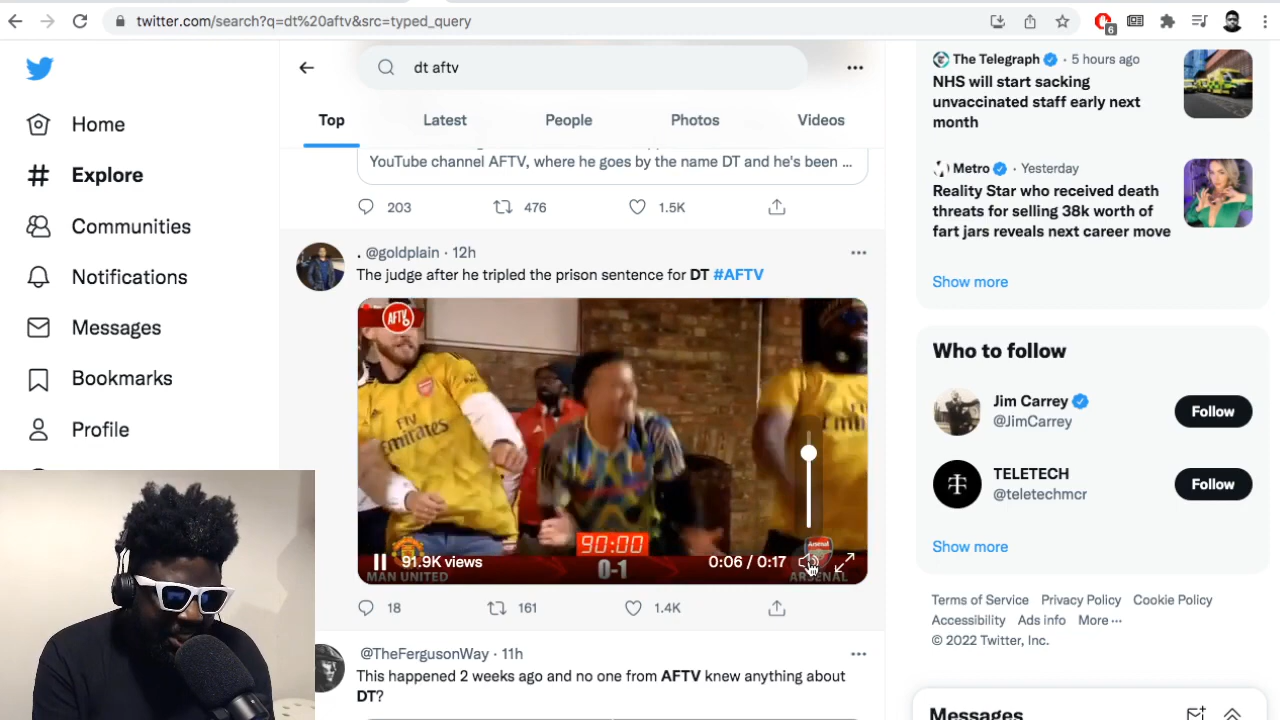 twitter.com/search?q=dt%20aftv&src=typed_query
6
dt aftv
Top
Latest
People
Photos
Videos
Home
Explore
Communities
Notifications
Messages
Bookmarks
Profile
YouTube channel AFTV, where he goes by the name DT and he's been ...
203
476
1.5K
. @goldplain · 12h
The judge after he tripled the prison sentence for DT #AFTV
AFTV
Fly
Emirates
90:00
91.9K views
0:06 / 0:17
MAN UNITED
0-1
Arsenal
ARSENAL
18
161
1.4K
@TheFergusonWay · 11h
This happened 2 weeks ago and no one from AFTV knew anything about
DT?
The Telegraph · 5 hours ago
NHS will start sacking
unvaccinated staff early next
month
Metro · Yesterday
Reality Star who received death
threats for selling 38k worth of
fart jars reveals next career move
Show more
Who to follow
Jim Carrey
@JimCarrey
Follow
TELETECH
@teletechmcr
Follow
Show more
Terms of Service Privacy Policy Cookie Policy
Accessibility Ads info More ···
© 2022 Twitter, Inc.
Messages